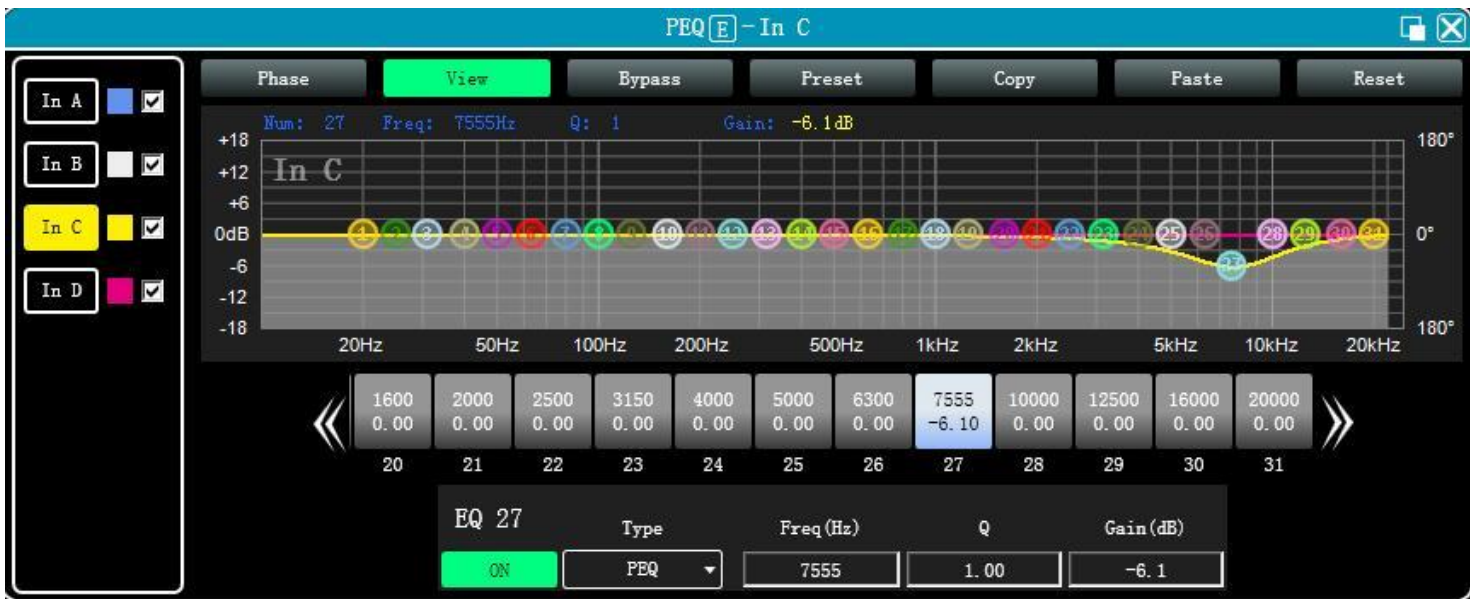 PEQ E -In C
In A
In B
In C
In D
Phase View Bypass Preset Copy Paste Reset
Num: 27 Freq: 7555Hz Q: 1 Gain: -6.1dB
In C
+18
+12
+6
0dB
-6
-12
-18
180°
0°
180°
1 2 3 4 5 6 7 8 9 10 11 12 13 14 15 16 17 18 19 20 21 22 23 24 25 26 27 28 29 30 31
20Hz 50Hz 100Hz 200Hz 500Hz 1kHz 2kHz 5kHz 10kHz 20kHz
1600 2000 2500 3150 4000 5000 6300 7555 10000 12500 16000 20000
0.00 0.00 0.00 0.00 0.00 0.00 0.00 -6.10 0.00 0.00 0.00 0.00
20 21 22 23 24 25 26 27 28 29 30 31
EQ 27 Type Freq(Hz) Q Gain(dB)
ON PEQ 7555 1.00 -6.1